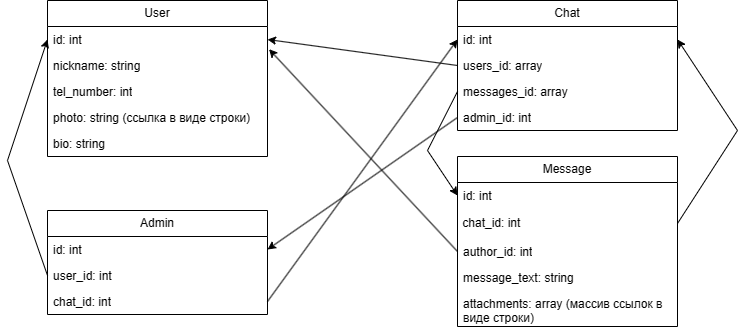 User
id: int
nickname: string
tel_number: int
photo: string (ссылка в виде строки)
bio: string
Chat
id: int
users_id: array
messages_id: array
admin_id: int
Admin
id: int
user_id: int
chat_id: int
Message
id: int
chat_id: int
author_id: int
message_text: string
attachments: array (массив ссылок в
виде строки)